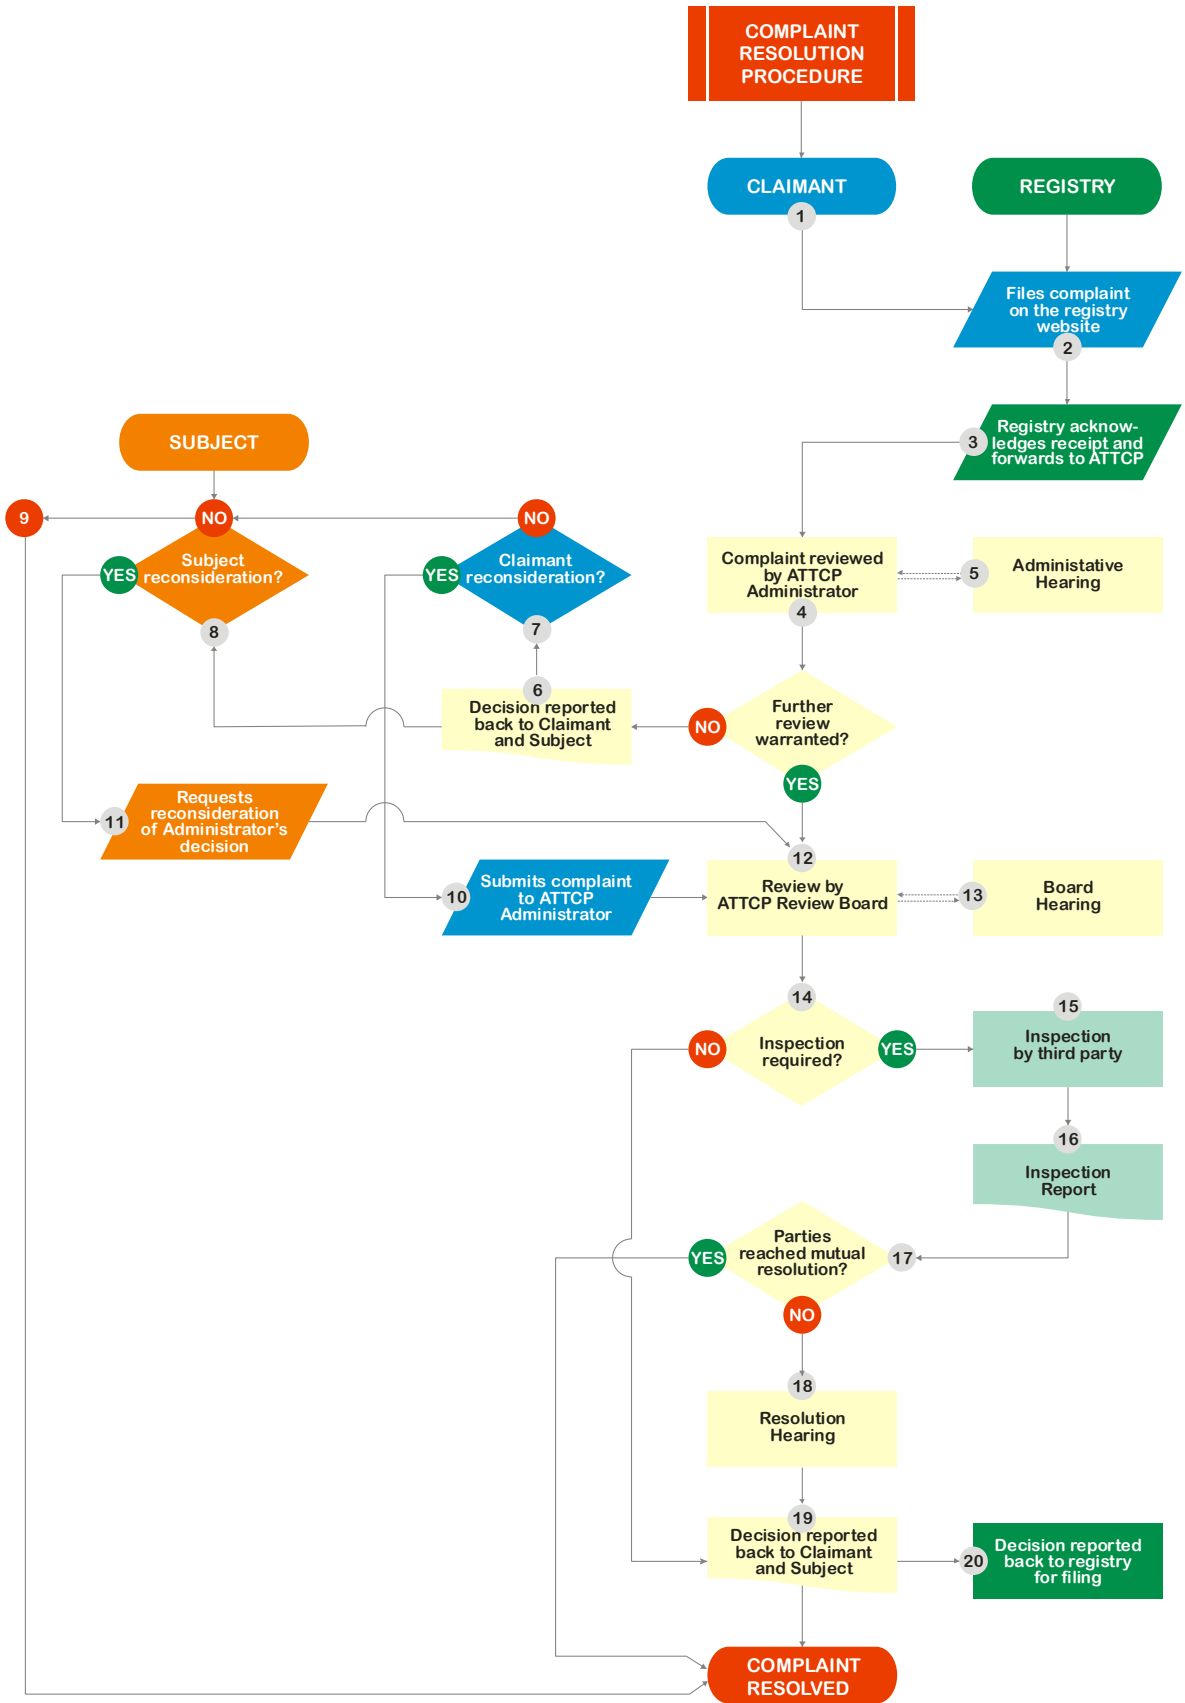 COMPLAINT
RESOLUTION
PROCEDURE
CLAIMANT
REGISTRY
1
Files complaint
on the registry
website
2
SUBJECT
Registry acknow-
ledges receipt and
forwards to ATTCP
3
9
NO
NO
Subject
reconsideration?
YES
8
Claimant
reconsideration?
YES
7
Complaint reviewed
by ATTCP
Administrator
4
5
Administative
Hearing
6
Decision reported
back to Claimant
and Subject
NO
Further
review
warranted?
YES
11
Requests
reconsideration
of Administrator's
decision
10
Submits complaint
to ATTCP
Administrator
12
Review by
ATTCP Review Board
13
Board
Hearing
14
NO
Inspection
required?
YES
15
Inspection
by third party
16
Inspection
Report
YES
Parties
reached mutual
resolution?
17
NO
18
Resolution
Hearing
19
Decision reported
back to Claimant
and Subject
20
Decision reported
back to registry
for filing
COMPLAINT
RESOLVED